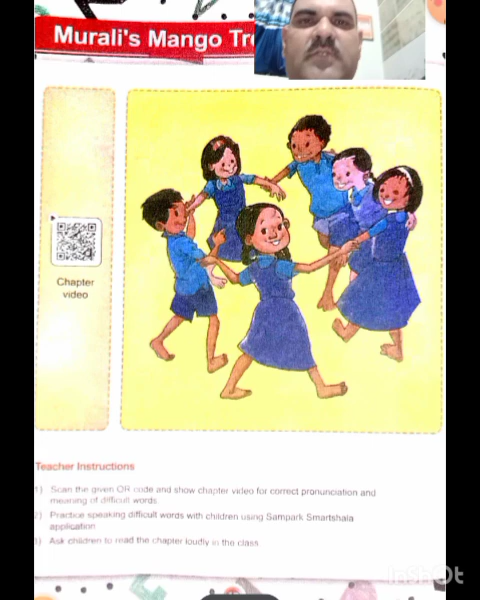 Murali's Mango Tr
Chapter
video
Teacher Instructions
1) Scan the given QR code and show chapter video for correct pronunciation and
meaning of difficult words.
2) Practice speaking difficult words with children using Sampark Smartshala
application
3) Ask children to read the chapter loudly in the class.
InShOt